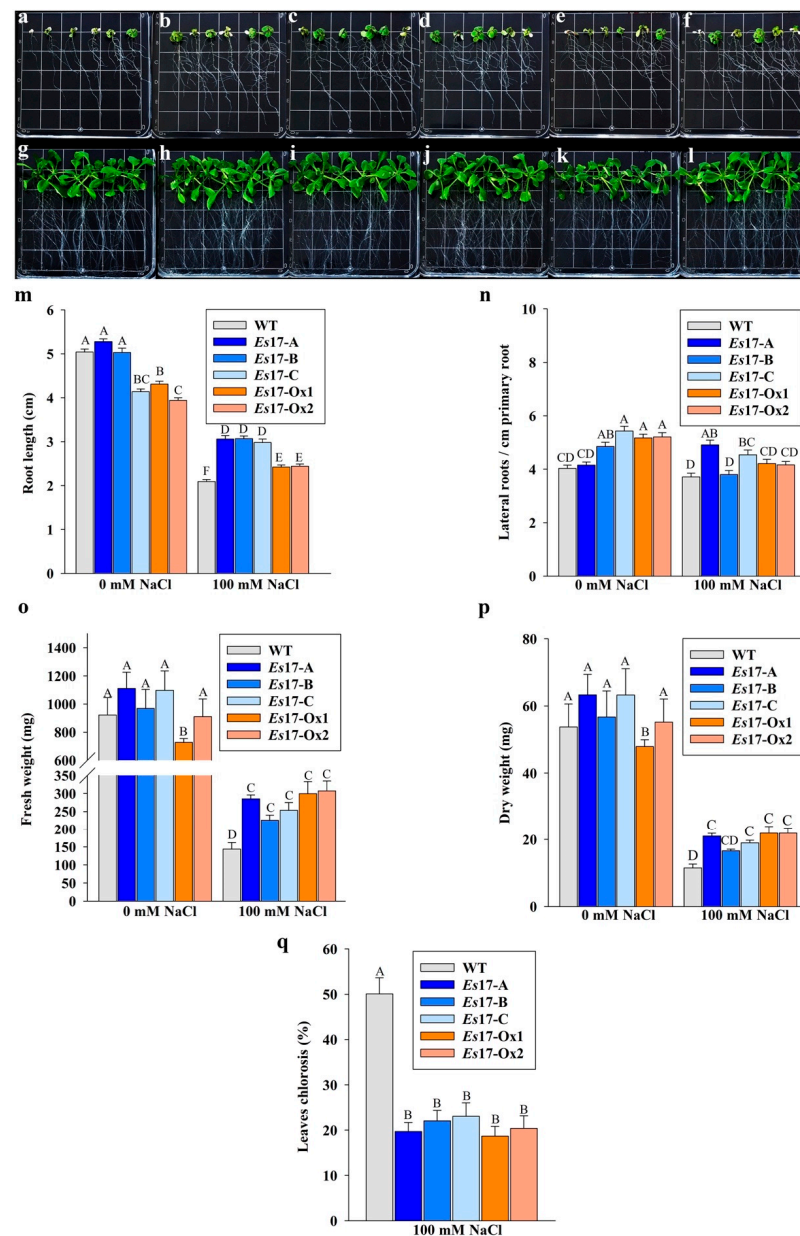 a b c d e f
g h i j k l
m
Root length (cm)
6
5
4
3
2
1
0
A A A BC B C
F D D D E E
0 mM NaCl 100 mM NaCl
WT
Es17-A
Es17-B
Es17-C
Es17-Ox1
Es17-Ox2
n
Lateral roots / cm primary root
10
8
6
4
2
0
CD CD AB A A A
D AB D BC CD CD
0 mM NaCl 100 mM NaCl
WT
Es17-A
Es17-B
Es17-C
Es17-Ox1
Es17-Ox2
o
Fresh weight (mg)
1400
1200
1000
800
600
350
300
250
200
150
100
50
0
A A A A B A
D C C C C C
0 mM NaCl 100 mM NaCl
WT
Es17-A
Es17-B
Es17-C
Es17-Ox1
Es17-Ox2
p
Dry weight (mg)
80
60
40
20
0
A A A A B A
D C CD C C C
0 mM NaCl 100 mM NaCl
WT
Es17-A
Es17-B
Es17-C
Es17-Ox1
Es17-Ox2
q
Leaves chlorosis (%)
60
50
40
30
20
10
0
A B B B B B
100 mM NaCl
WT
Es17-A
Es17-B
Es17-C
Es17-Ox1
Es17-Ox2